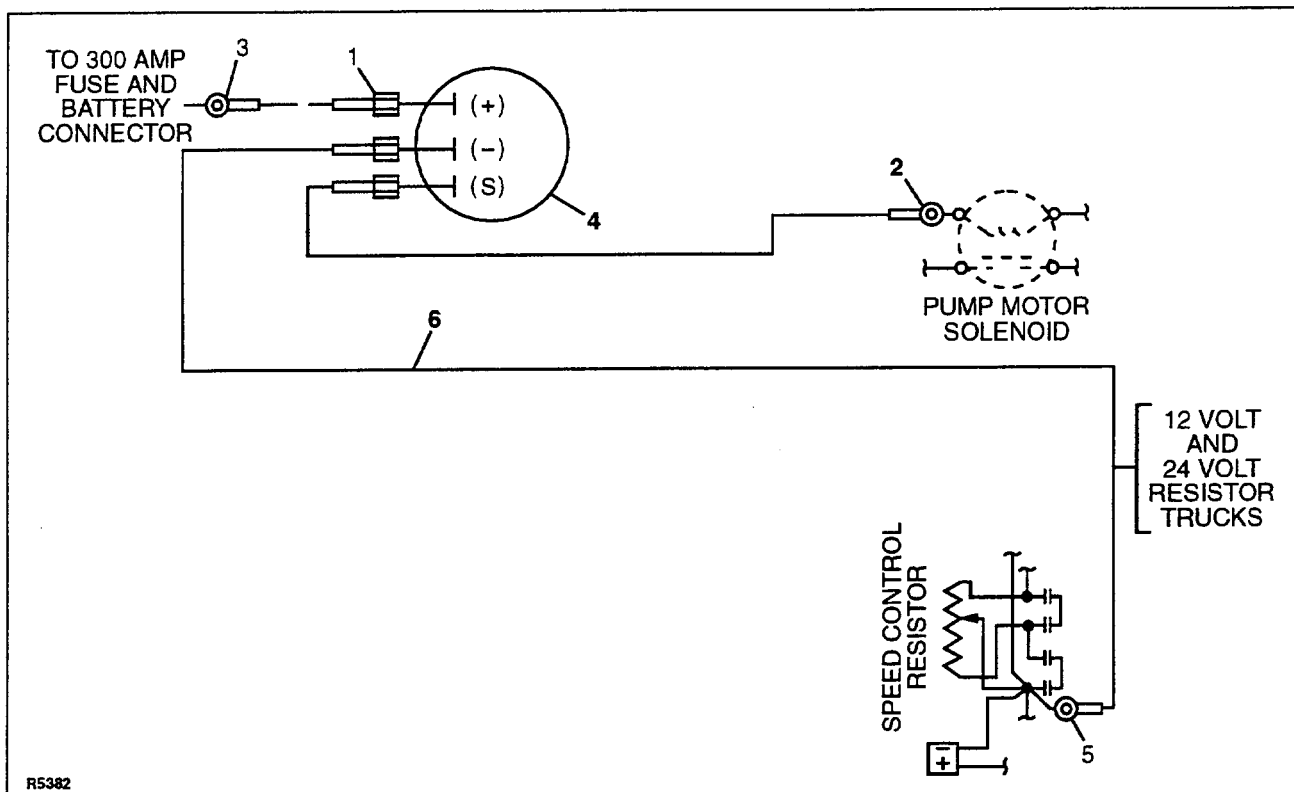 TO 300 AMP
FUSE AND
BATTERY
CONNECTOR
3
1
(+)
(−)
(S)
4
2
PUMP MOTOR
SOLENOID
6
12 VOLT
AND
24 VOLT
RESISTOR
TRUCKS
SPEED CONTROL
RESISTOR
−
+
5
R5382